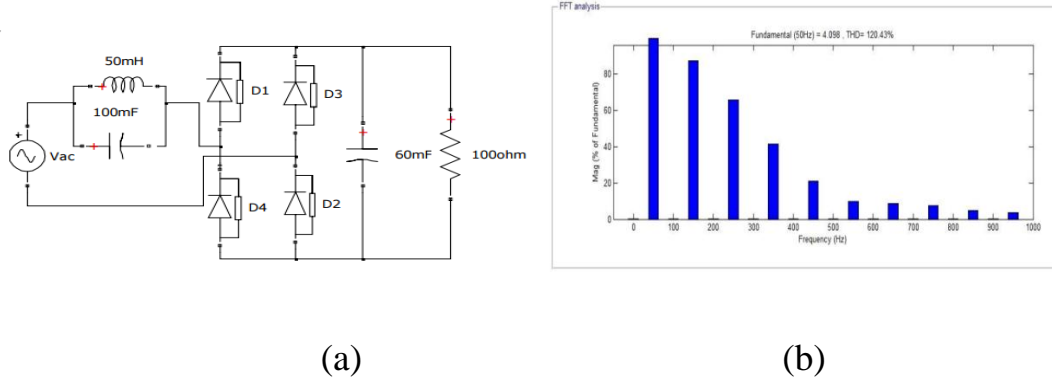 50mH
D1
D3
100mF
Vac
60mF
100ohm
D4
D2
FFT analysis
Fundamental (50Hz) = 4.098 , THD= 120.43%
Mag (% of Fundamental)
80
60
40
20
0
0 100 200 300 400 500 600 700 800 900 1000
Frequency (Hz)
(a) (b)